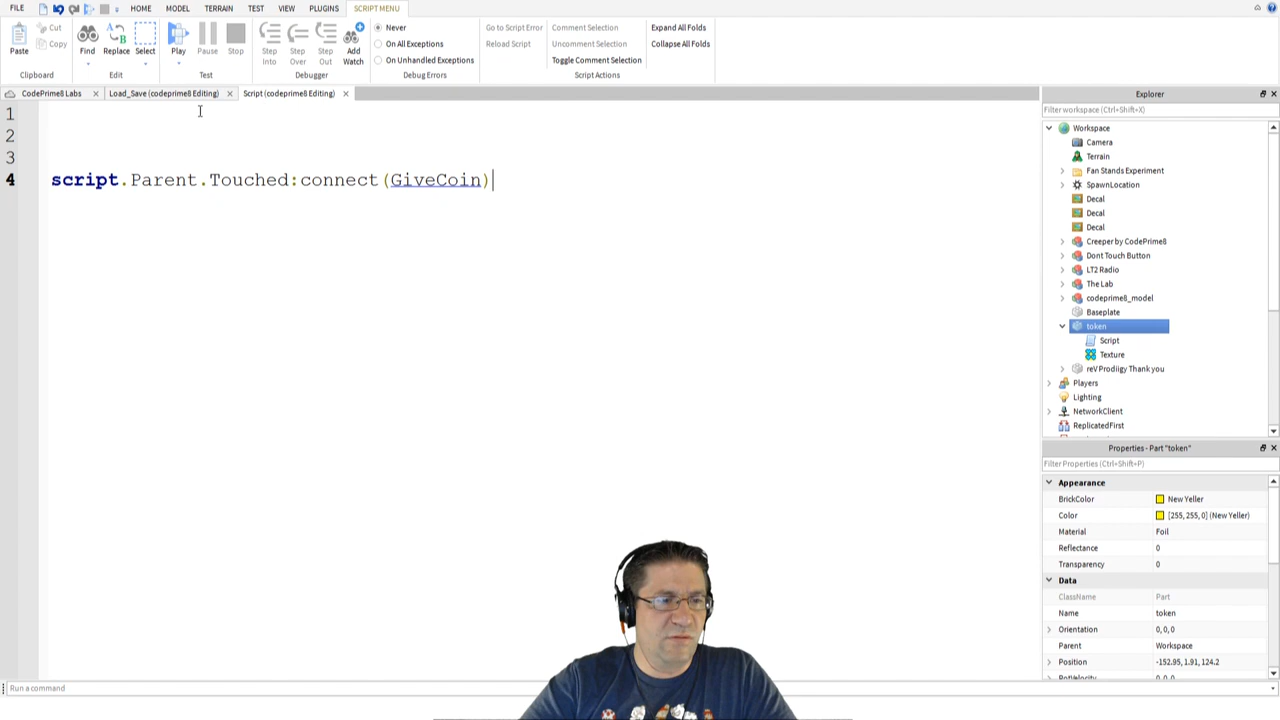 FILE HOME MODEL TERRAIN TEST VIEW PLUGINS SCRIPT MENU
Paste
Cut
Copy
Clipboard
Find
Replace
Select
Edit
Play
Pause
Stop
Test
Step
Into
Step
Over
Step
Out
Add
Watch
Debugger
Never
On All Exceptions
On Unhandled Exceptions
Debug Errors
Go to Script Error
Reload Script
Comment Selection
Uncomment Selection
Toggle Comment Selection
Script Actions
Expand All Folds
Collapse All Folds
CodePrime8 Labs
Load_Save (codeprime8 Editing)
Script (codeprime8 Editing)
1
2
3
4 script.Parent.Touched:connect(GiveCoin)
Explorer
Filter workspace (Ctrl+Shift+X)
Workspace
Camera
Terrain
Fan Stands Experiment
SpawnLocation
Decal
Decal
Decal
Creeper by CodePrime8
Dont Touch Button
LT2 Radio
The Lab
codeprime8_model
Baseplate
token
Script
Texture
reV Prodiigy Thank you
Players
Lighting
NetworkClient
ReplicatedFirst
Properties - Part "token"
Filter Properties (Ctrl+Shift+P)
Appearance
BrickColor New Yeller
Color [255, 255, 0] (New Yeller)
Material Foil
Reflectance 0
Transparency 0
Data
ClassName Part
Name token
Orientation 0, 0, 0
Parent Workspace
Position -152.95, 1.91, 124.2
Run a command